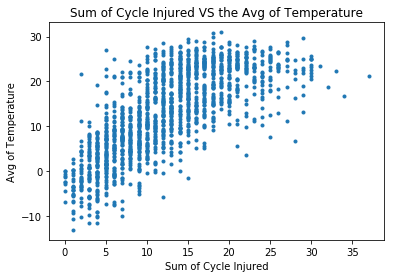 Sum of Cycle Injured VS the Avg of Temperature
30
20
10
0
−10
Avg of Temperature
0 5 10 15 20 25 30 35
Sum of Cycle Injured